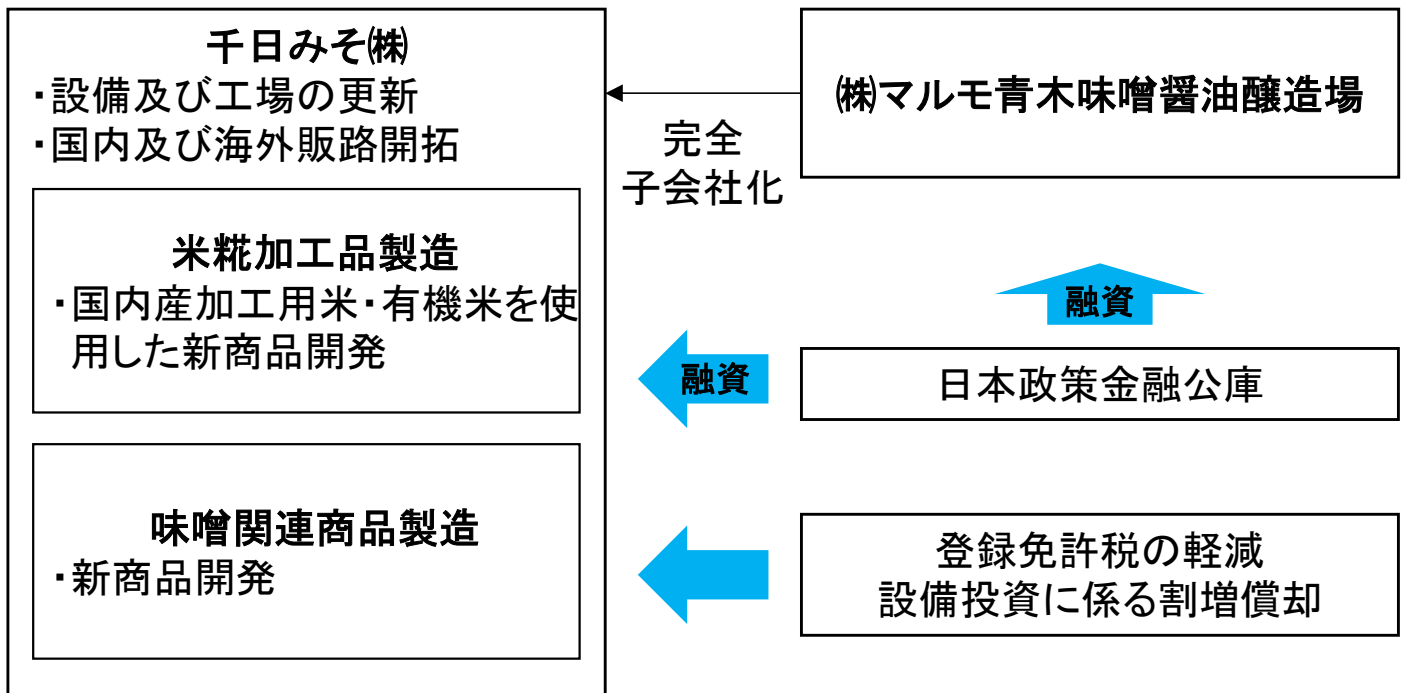 千日みそ㈱
・設備及び工場の更新
・国内及び海外販路開拓
米糀加工品製造
・国内産加工用米・有機米を使
用した新商品開発
味噌関連商品製造
・新商品開発
完全
子会社化
㈱マルモ青木味噌醤油醸造場
融資
融資
日本政策金融公庫
登録免許税の軽減
設備投資に係る割増償却